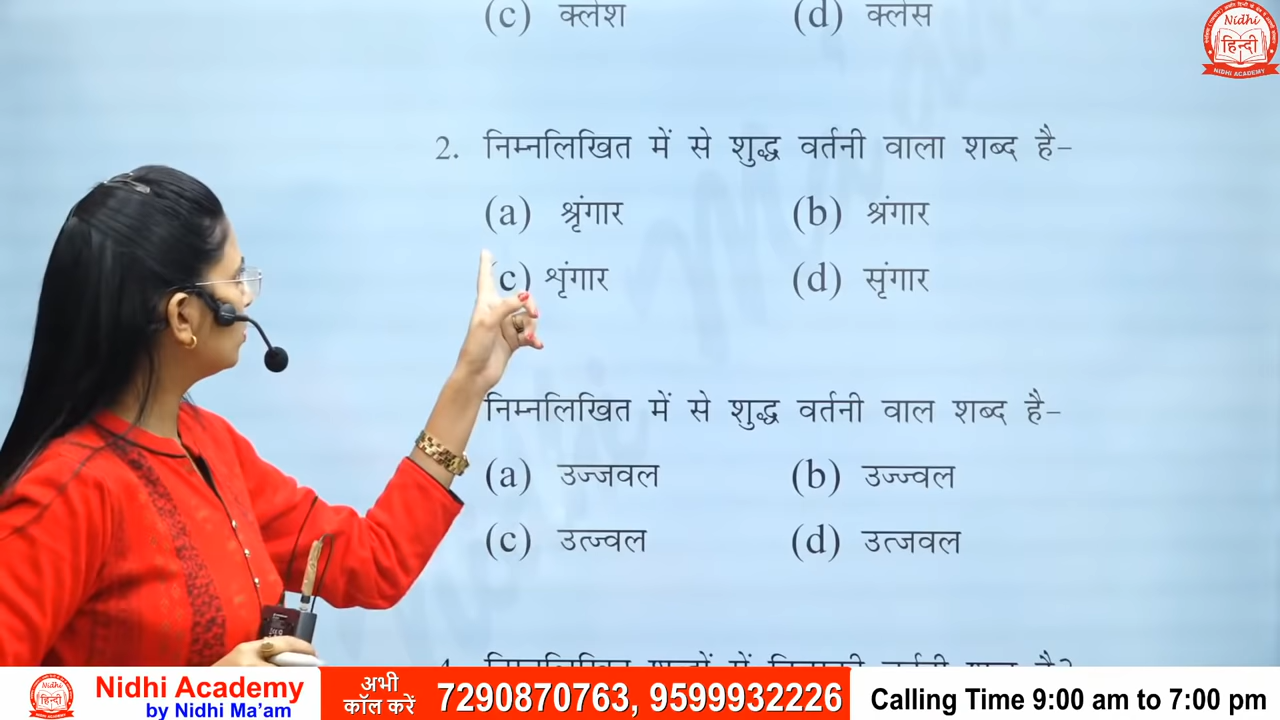 (c) क्लेश (d) क्लेस
Nidhi
हिन्दी
NIDHI ACADEMY
2. निम्नलिखित में से शुद्ध वर्तनी वाला शब्द है-
(a) श्रृंगार (b) श्रंगार
(c) शृंगार (d) सृंगार
निम्नलिखित में से शुद्ध वर्तनी वाल शब्द है-
(a) उज्जवल (b) उज्ज्वल
(c) उत्ज्वल (d) उत्जवल
हिन्दी
Nidhi Academy
by Nidhi Ma'am
अभी
कॉल करें
7290870763, 9599932226
Calling Time 9:00 am to 7:00 pm